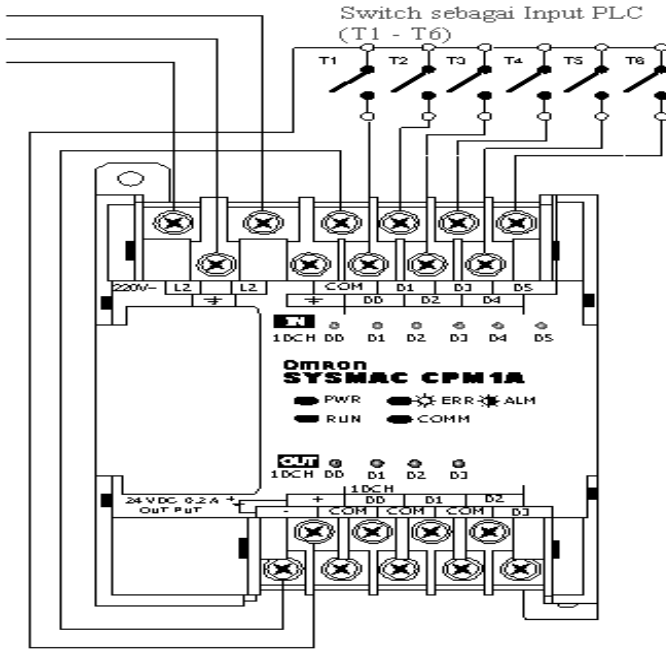 Switch sebagai Input PLC
(T1 - T6)
T1 T2 T3 T4 T5 T6
220V~ L2 L2 COM D1 D3 D5
DD D2 D4
IN
1DCH DD D1 D2 D3 D4 D5
OMRON
SYSMAC CPM1A
PWR ERR ALM
RUN COMM
OUT
1DCH DD D1 D2 D3
1DCH
24 VDC 0.2 A + + DD D1 D2
OUT PUT - - COM COM COM D3